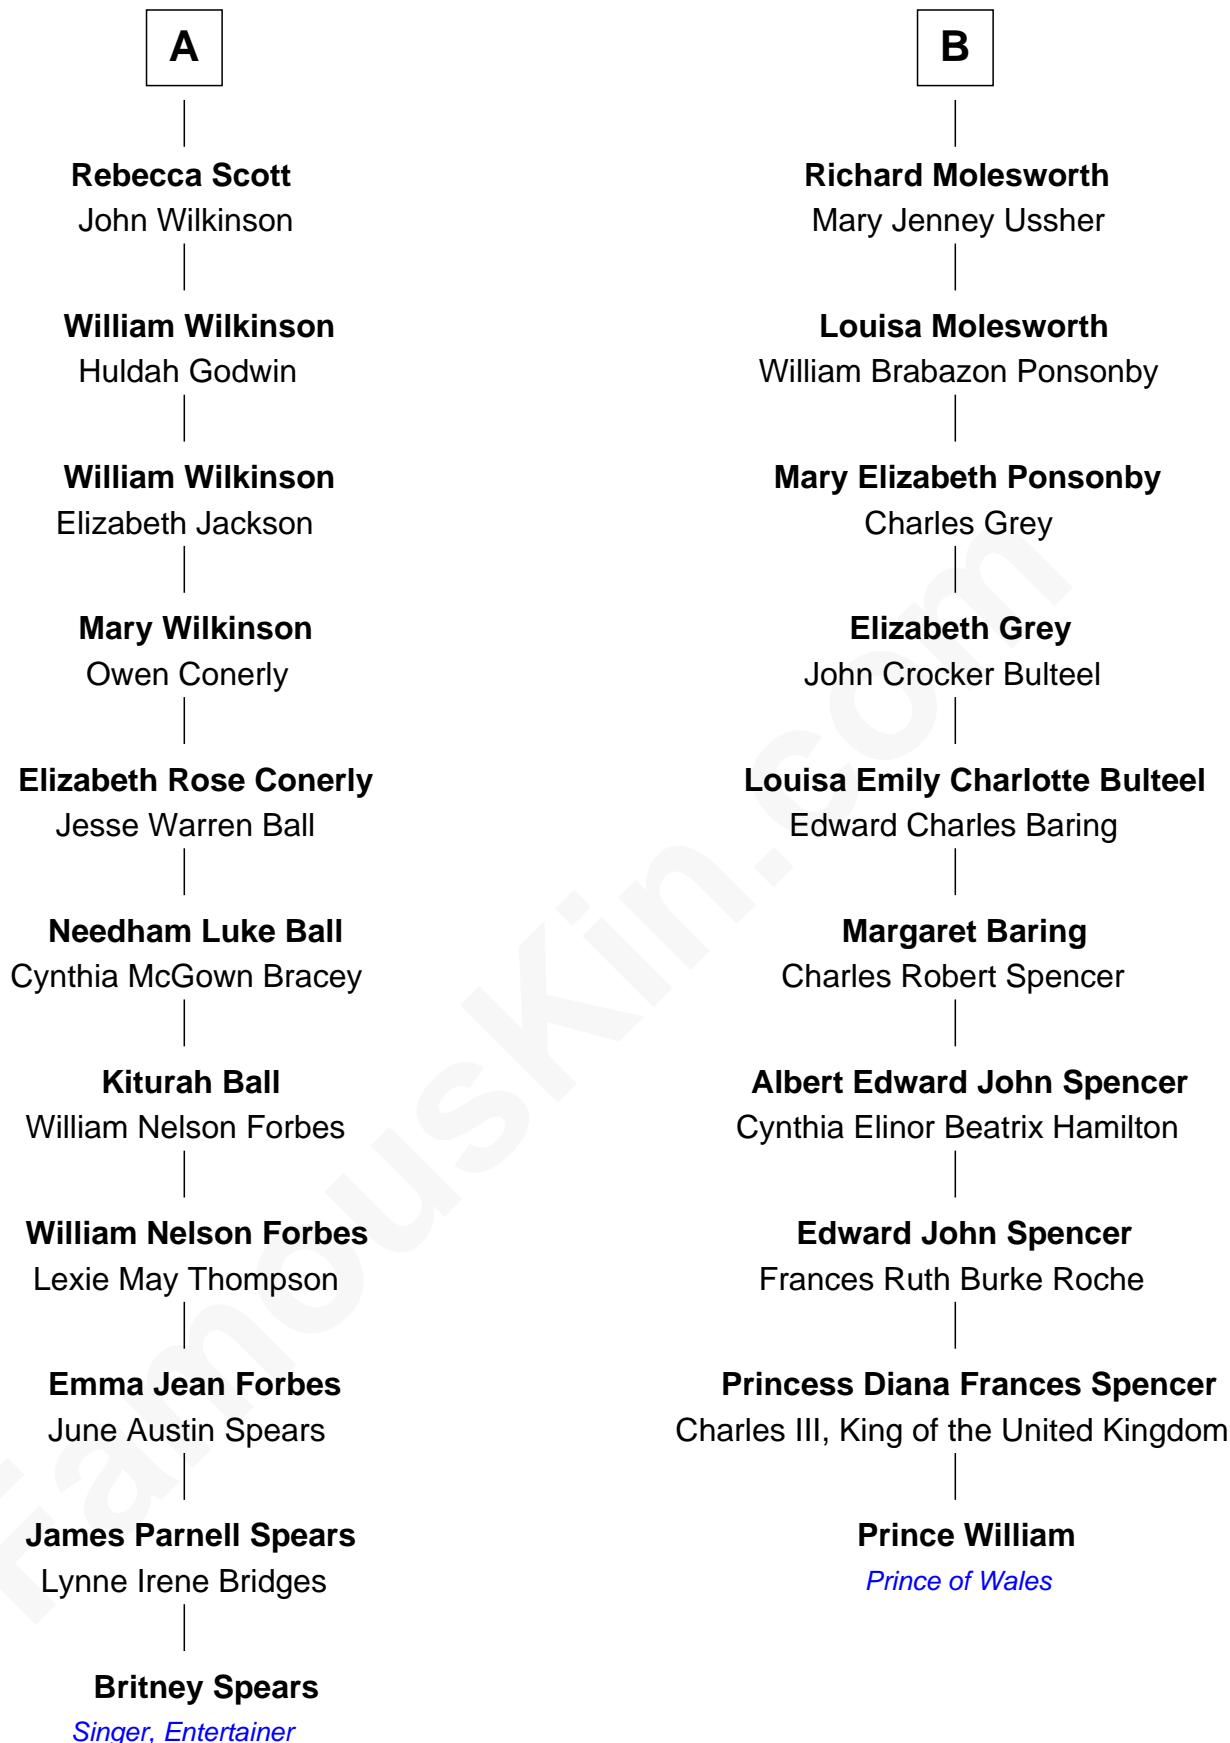 A
Rebecca Scott
John Wilkinson
William Wilkinson
Huldah Godwin
William Wilkinson
Elizabeth Jackson
Mary Wilkinson
Owen Conerly
Elizabeth Rose Conerly
Jesse Warren Ball
Needham Luke Ball
Cynthia McGown Bracey
Kiturah Ball
William Nelson Forbes
William Nelson Forbes
Lexie May Thompson
Emma Jean Forbes
June Austin Spears
James Parnell Spears
Lynne Irene Bridges
Britney Spears
Singer, Entertainer
B
Richard Molesworth
Mary Jenney Ussher
Louisa Molesworth
William Brabazon Ponsonby
Mary Elizabeth Ponsonby
Charles Grey
Elizabeth Grey
John Crocker Bulteel
Louisa Emily Charlotte Bulteel
Edward Charles Baring
Margaret Baring
Charles Robert Spencer
Albert Edward John Spencer
Cynthia Elinor Beatrix Hamilton
Edward John Spencer
Frances Ruth Burke Roche
Princess Diana Frances Spencer
Charles III, King of the United Kingdom
Prince William
Prince of Wales
FamousKin.com